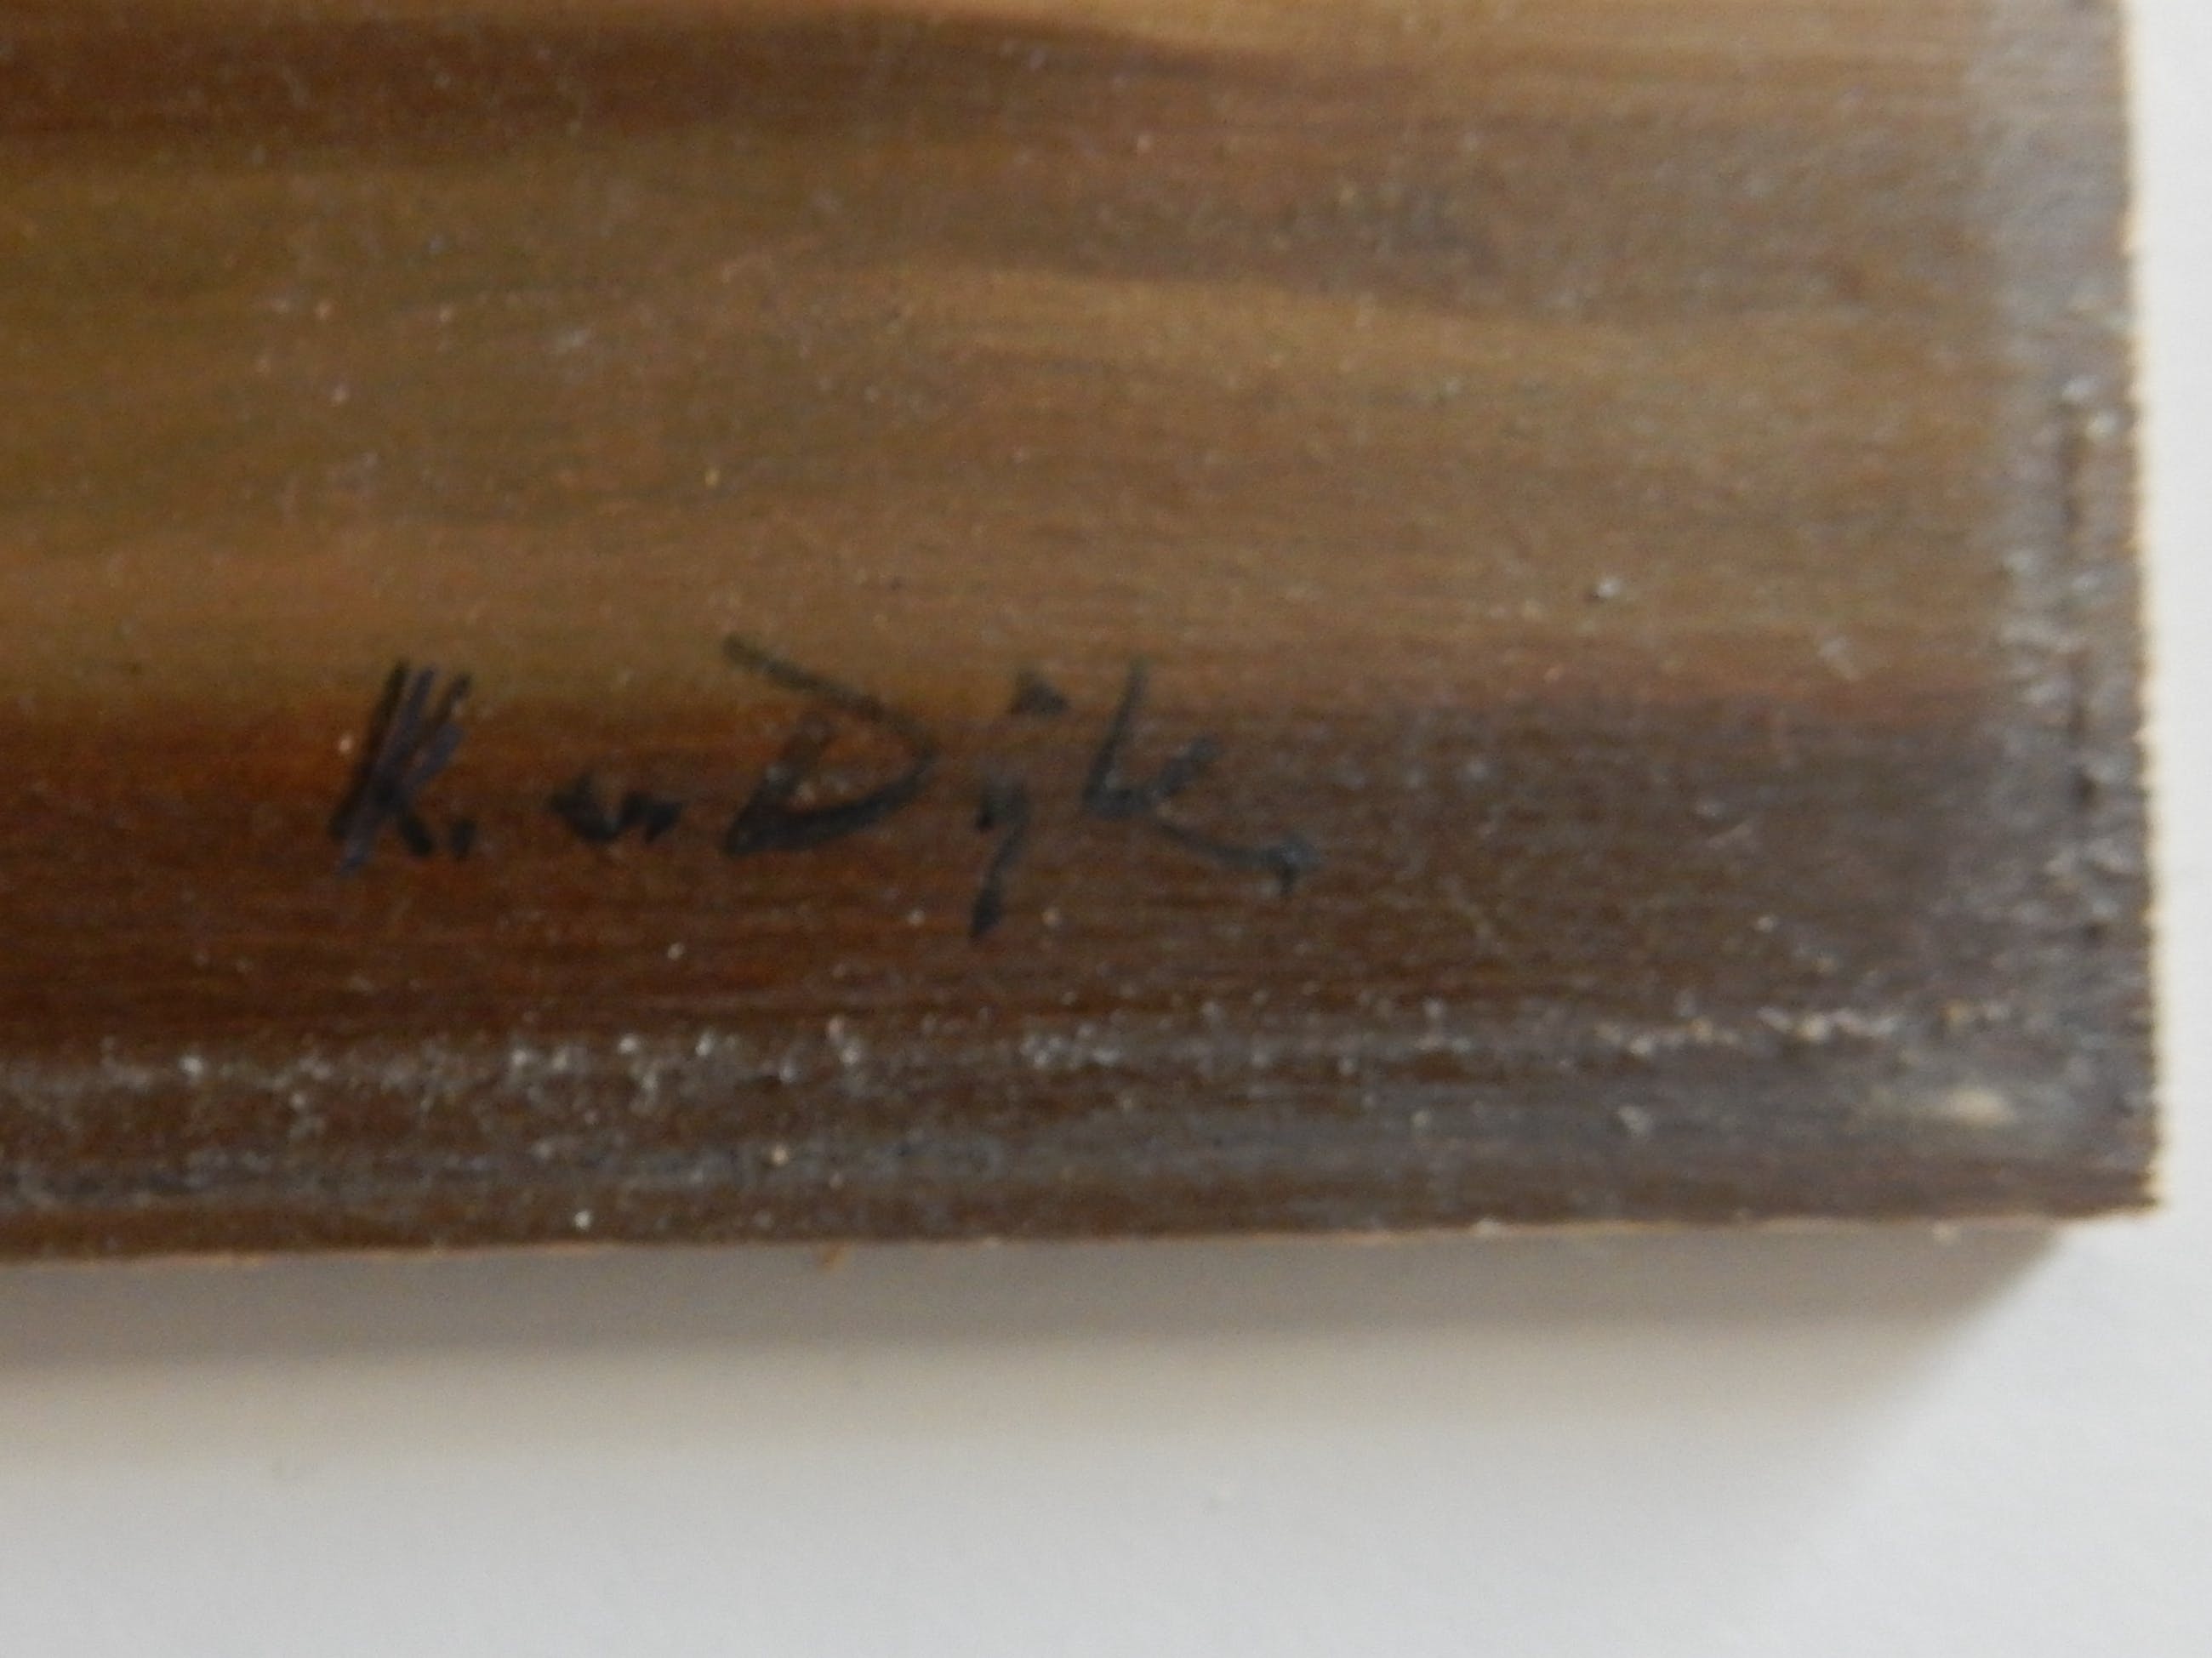 K. v. Dijk